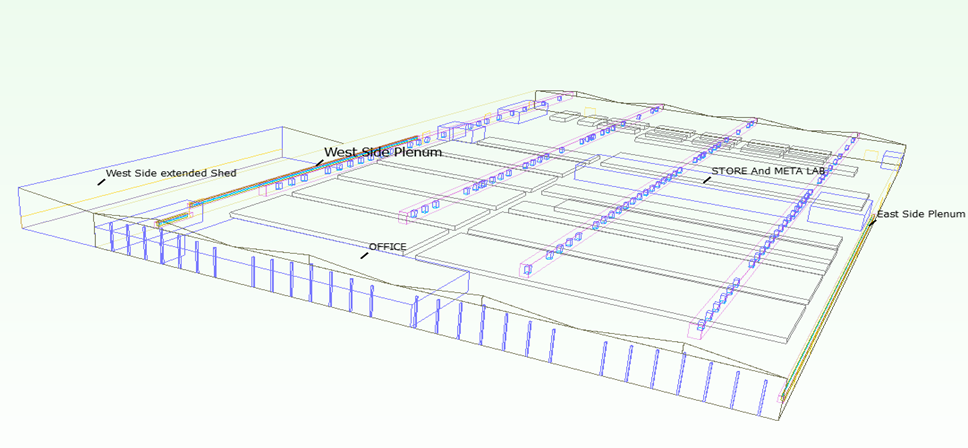 West Side Plenum
West Side extended Shed
STORE And META LAB
East Side Plenum
OFFICE